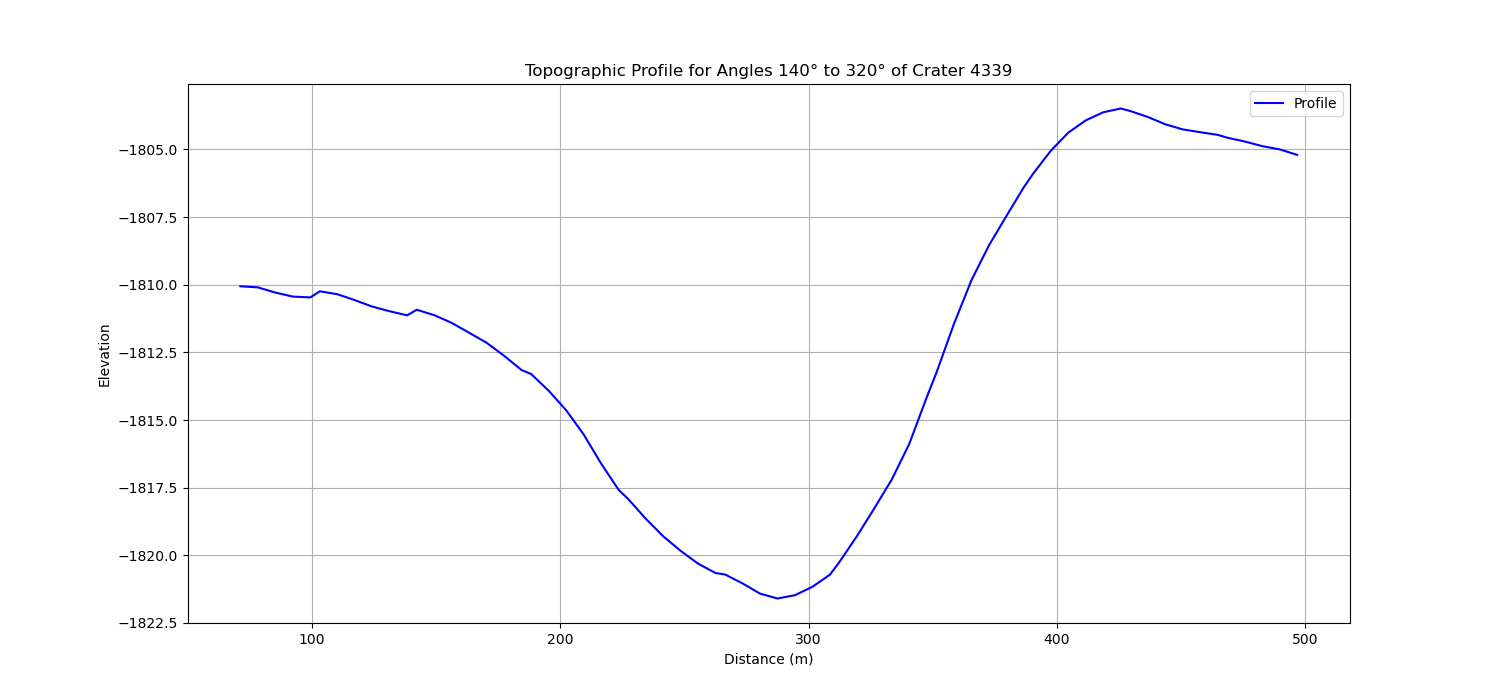 Topographic Profile for Angles 140° to 320° of Crater 4339
Profile
−1805.0
−1807.5
−1810.0
−1812.5
−1815.0
−1817.5
−1820.0
−1822.5
Elevation
100 200 300 400 500
Distance (m)